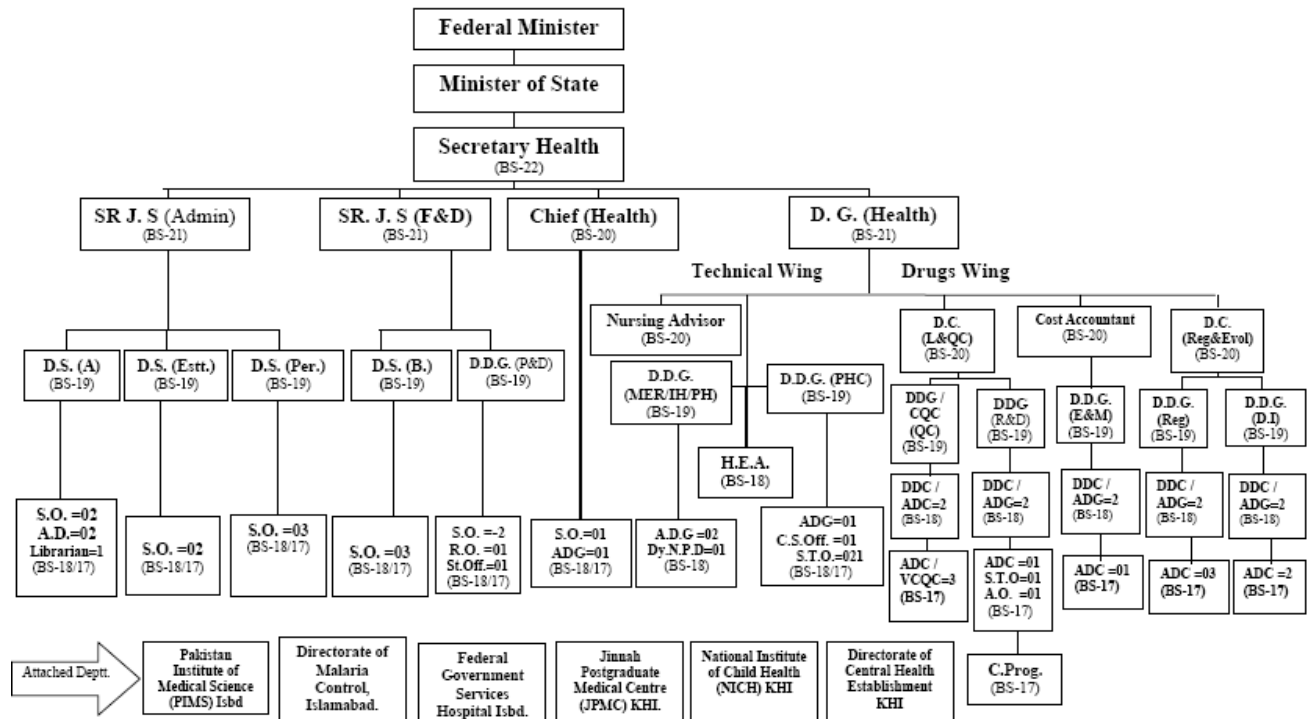 Federal Minister
Minister of State
Secretary Health
(BS-22)
SR J. S (Admin)
(BS-21)
SR. J. S (F&D)
(BS-21)
Chief (Health)
(BS-20)
D. G. (Health)
(BS-21)
Technical Wing
Drugs Wing
Nursing Advisor
(BS-20)
D.C.
(L&QC)
(BS-20)
Cost Accountant
(BS-20)
D.C.
(Reg&Evol)
(BS-20)
D.S. (A)
(BS-19)
D.S. (Estt.)
(BS-19)
D.S. (Per.)
(BS-19)
D.S. (B.)
(BS-19)
D.D.G. (P&D)
(BS-19)
D.D.G.
(MER/IH/PH)
(BS-19)
D.D.G. (PHC)
(BS-19)
H.E.A.
(BS-18)
DDG /
CQC
(QC)
(BS-19)
DDG
(R&D)
(BS-19)
D.D.G.
(E&M)
(BS-19)
D.D.G.
(Reg)
(BS-19)
D.D.G.
(D.I)
(BS-19)
DDC /
ADC=2
(BS-18)
DDC /
ADG=2
(BS-18)
DDC /
ADG=2
(BS-18)
DDC /
ADG=2
(BS-18)
DDC /
ADG=2
(BS-18)
S.O. =02
A.D.=02
Librarian=1
(BS-18/17)
S.O. =02
(BS-18/17)
S.O. =03
(BS-18/17)
S.O. =03
(BS-18/17)
S.O. =-2
R.O. =01
St.Off.=01
(BS-18/17)
S.O.=01
ADG=01
(BS-18/17)
A.D.G =02
Dy.N.P.D=01
(BS-18)
ADG=01
C.S.Off. =01
S.T.O.=021
(BS-18/17)
ADC /
VCQC=3
(BS-17)
ADC =01
S.T.O=01
A.O. =01
(BS-17)
ADC =01
(BS-17)
ADC =03
(BS-17)
ADC =2
(BS-17)
C.Prog.
(BS-17)
Attached Deptt.
Pakistan
Institute of
Medical Science
(PIMS) Isbd
Directorate of
Malaria
Control,
Islamabad.
Federal
Government
Services
Hospital Isbd.
Jinnah
Postgraduate
Medical Centre
(JPMC) KHI.
National Institute
of Child Health
(NICH) KHI
Directorate of
Central Health
Establishment
KHI